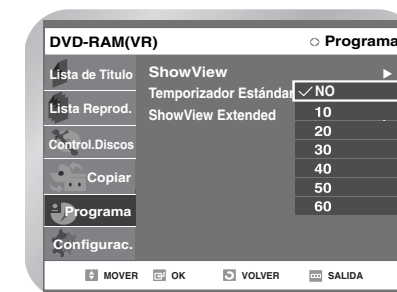 DVD-RAM(VR) Programa
Lista de Titulo
ShowView
Temporizador Estándar
NO
Lista Reprod.
ShowView Extended
10
20
Control.Discos
30
40
Copiar
50
60
Programa
Configurac.
MOVER OK VOLVER SALIDA